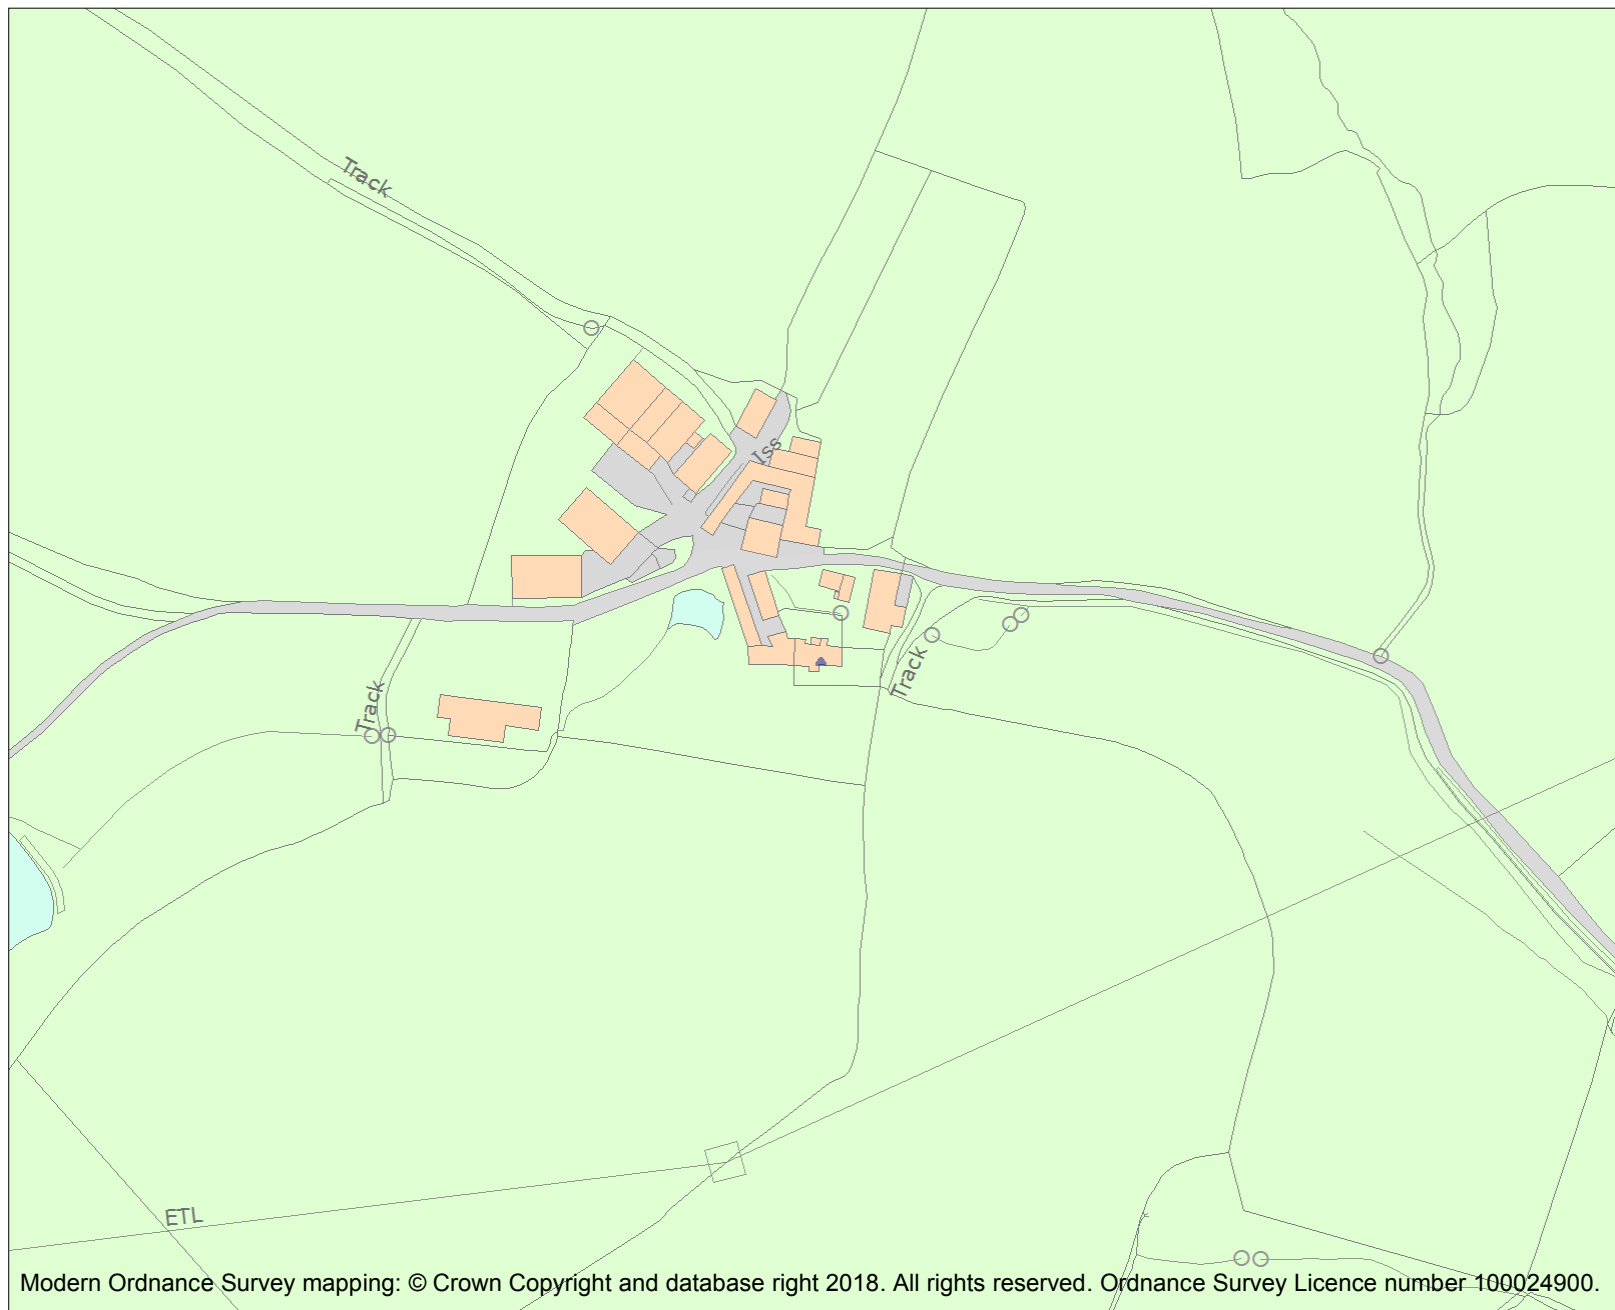 Track
Iss
Track
Track
ETL
Modern Ordnance Survey mapping: © Crown Copyright and database right 2018. All rights reserved. Ordnance Survey Licence number 100024900.